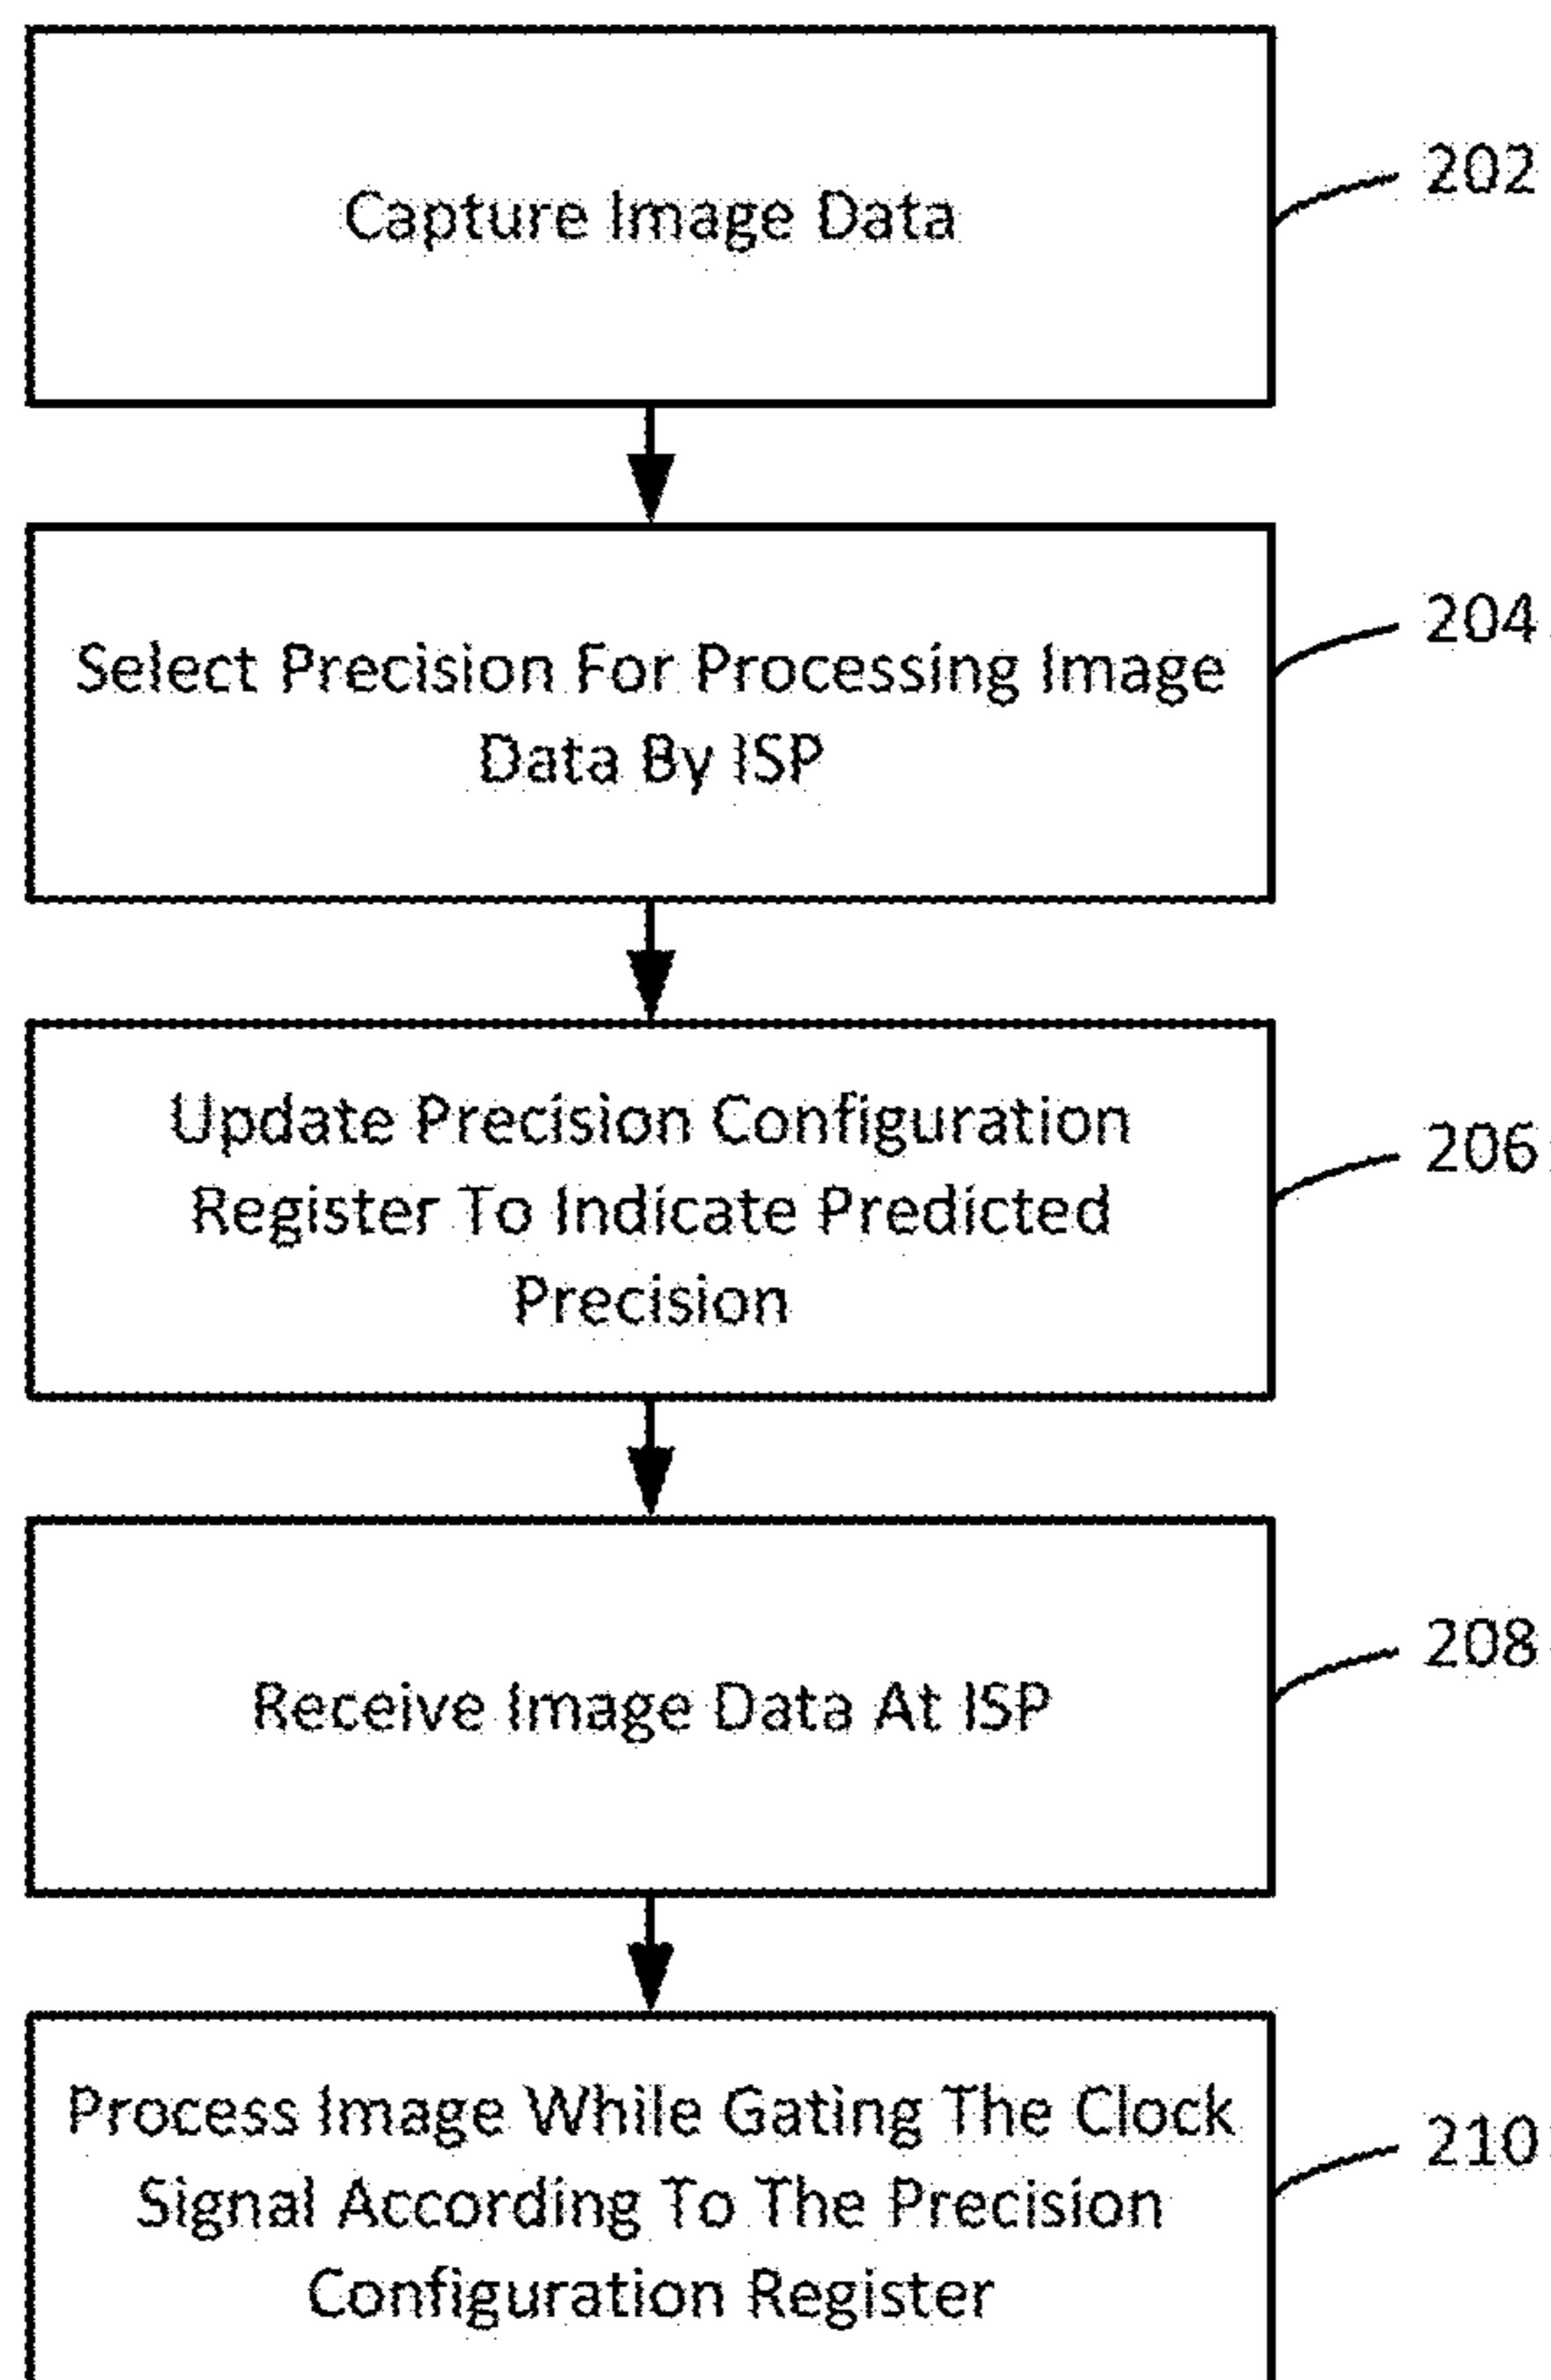 Capture Image Data
202
Select Precision For Processing Image
Data By ISP
204
Update Precision Configuration
Register To Indicate Predicted
Precision
206
Receive Image Data At ISP
208
Process Image While Gating The Clock
Signal According To The Precision
Configuration Register
210